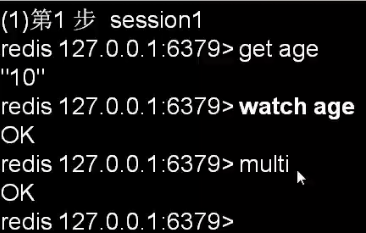 (1)第1 步  session1
redis 127.0.0.1:6379> get age
"10"
redis 127.0.0.1:6379> watch age
OK
redis 127.0.0.1:6379> multi
OK
redis 127.0.0.1:6379>